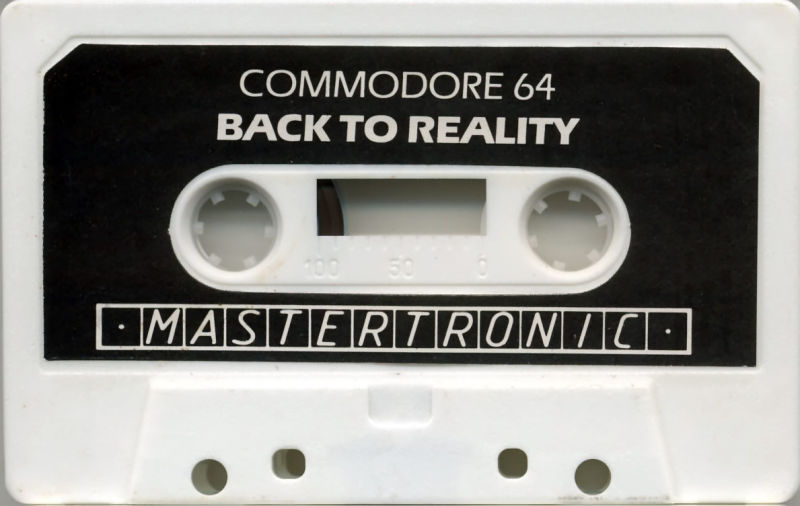 COMMODORE 64
BACK TO REALITY
100 50 0
·MASTERTRONIC·